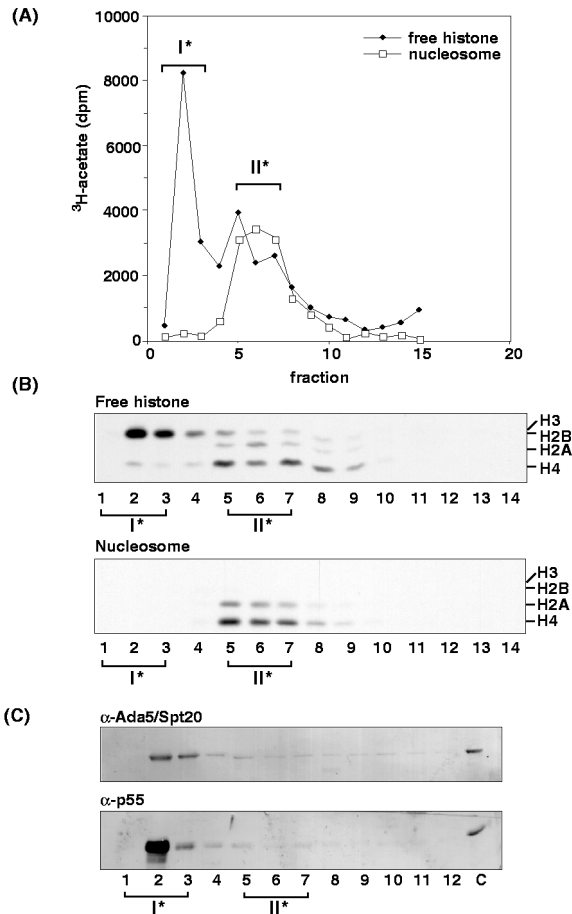 (A)
10000
8000
6000
4000
2000
0
³H-acetate (dpm)
I*
II*
free histone
nucleosome
0 5 10 15 20
fraction
(B)
Free histone
H3
H2B
H2A
H4
1 2 3 4 5 6 7 8 9 10 11 12 13 14
I* II*
Nucleosome
H3
H2B
H2A
H4
1 2 3 4 5 6 7 8 9 10 11 12 13 14
I* II*
(C)
α-Ada5/Spt20
α-p55
1 2 3 4 5 6 7 8 9 10 11 12 C
I* II*